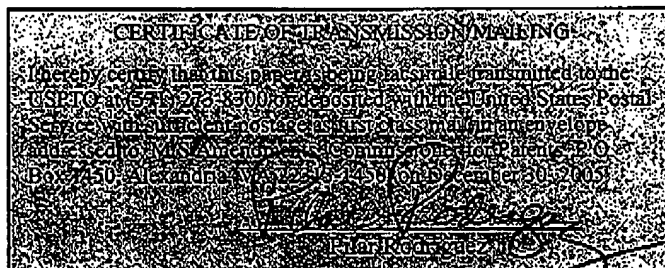 CERTIFICATE OF TRANSMISSION/MAILING
I hereby certify that this paper is being facsimile transmitted to the
USPTO at (571) 273-8300 or deposited with the United States Postal
Service with sufficient postage as first class mail in an envelope
addressed to: Amendments, Commissioner for Patents, P.O.
Box 1450, Alexandria, VA 22313-1450 on December 30, 2005.
Pilar Rodriguez